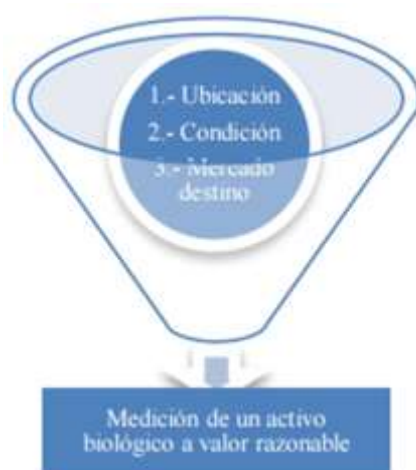 1.- Ubicación
2.- Condición
3.- Mercado
destino
Medición de un activo
biológico a valor razonable